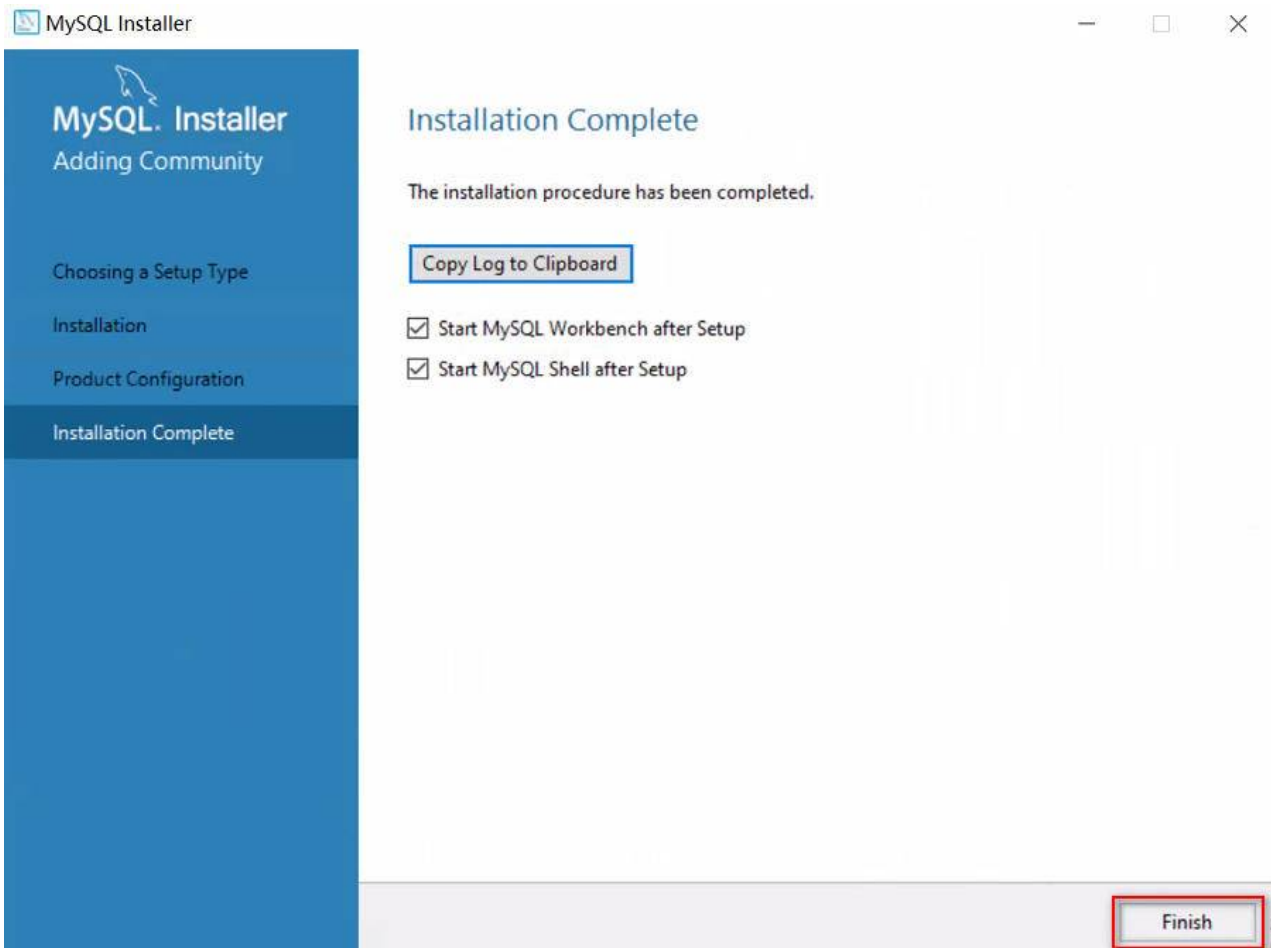 MySQL Installer
MySQL. Installer
Adding Community
Choosing a Setup Type
Installation
Product Configuration
Installation Complete
Installation Complete
The installation procedure has been completed.
Copy Log to Clipboard
Start MySQL Workbench after Setup
Start MySQL Shell after Setup
Finish